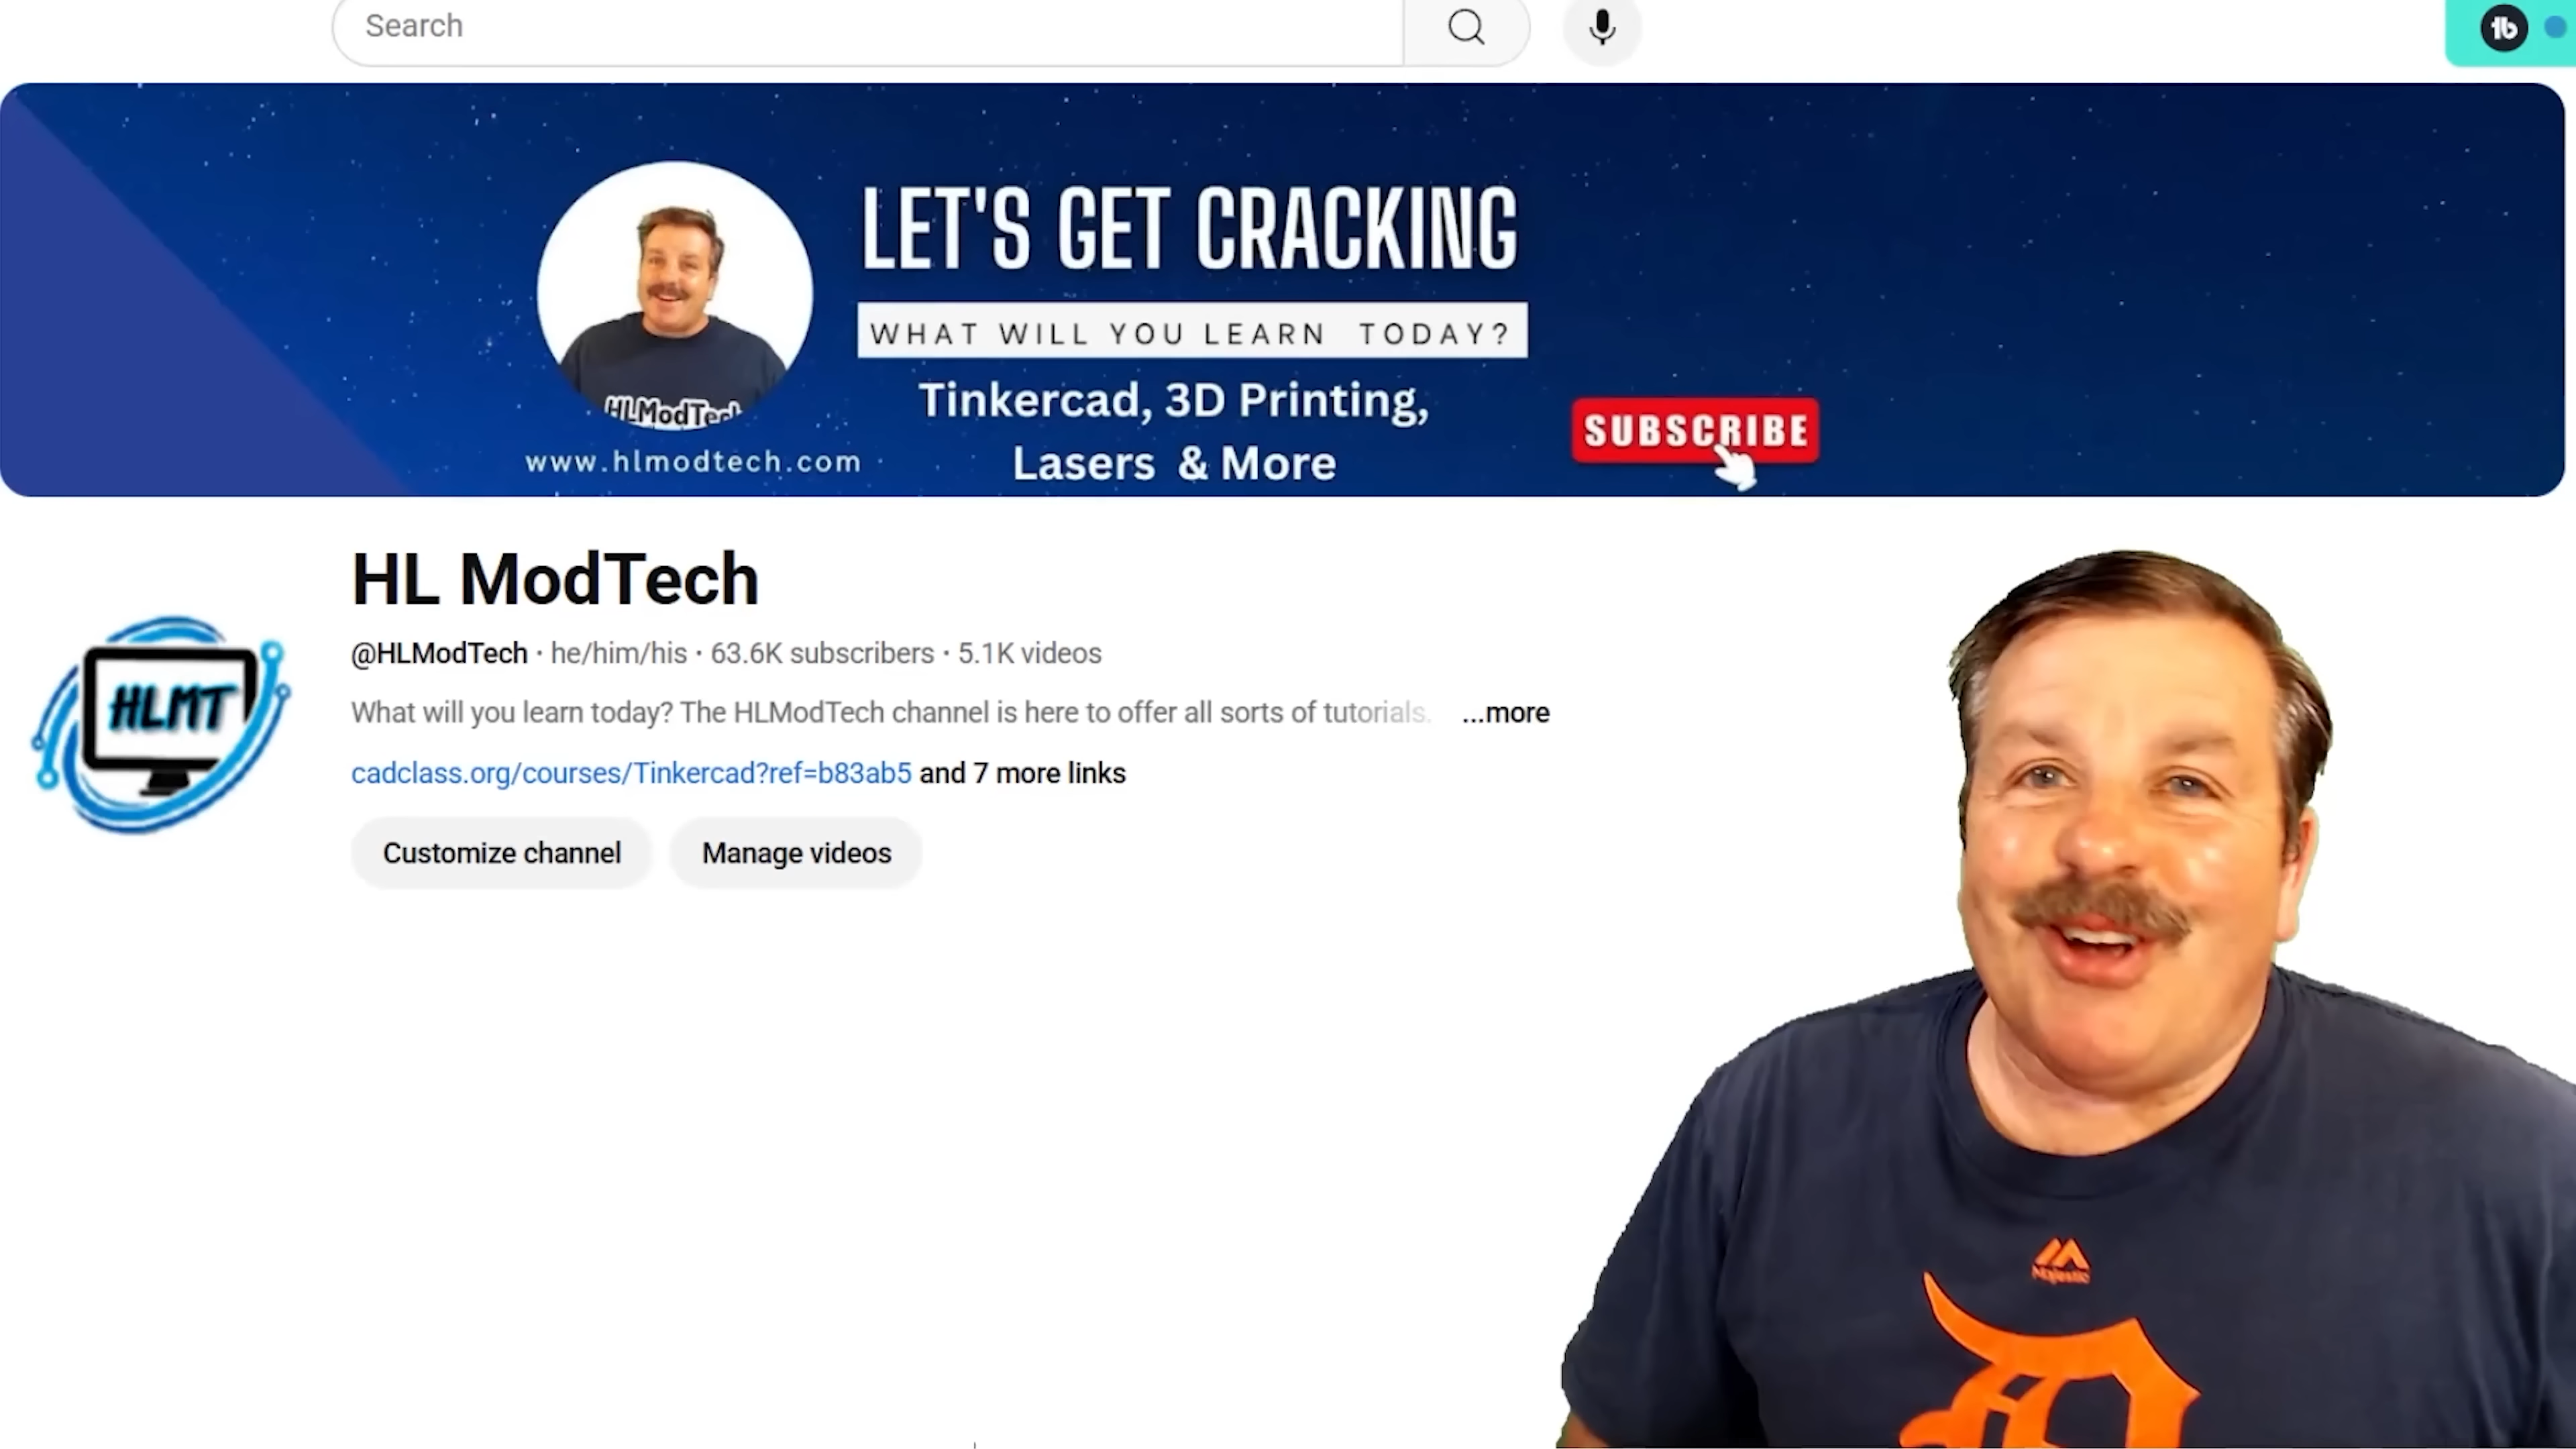 Search
LET'S GET CRACKING
WHAT WILL YOU LEARN TODAY?
Tinkercad, 3D Printing,
Lasers & More
SUBSCRIBE
HLModTech
www.hlmodtech.com
HL ModTech
@HLModTech · he/him/his · 63.6K subscribers · 5.1K videos
What will you learn today? The HLModTech channel is here to offer all sorts of tutorials. ...more
cadclass.org/courses/Tinkercad?ref=b83ab5 and 7 more links
Customize channel Manage videos
HLMT
Majestic
D